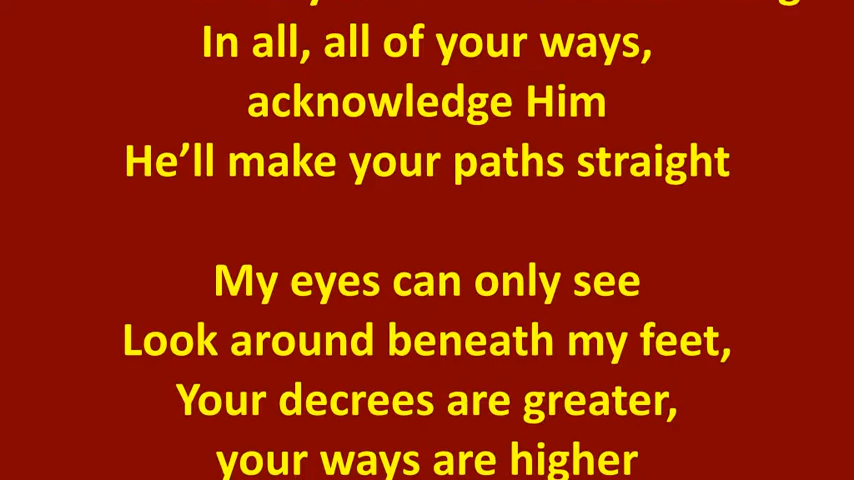 In all, all of your ways,
acknowledge Him
He’ll make your paths straight
My eyes can only see
Look around beneath my feet,
Your decrees are greater,
your ways are higher